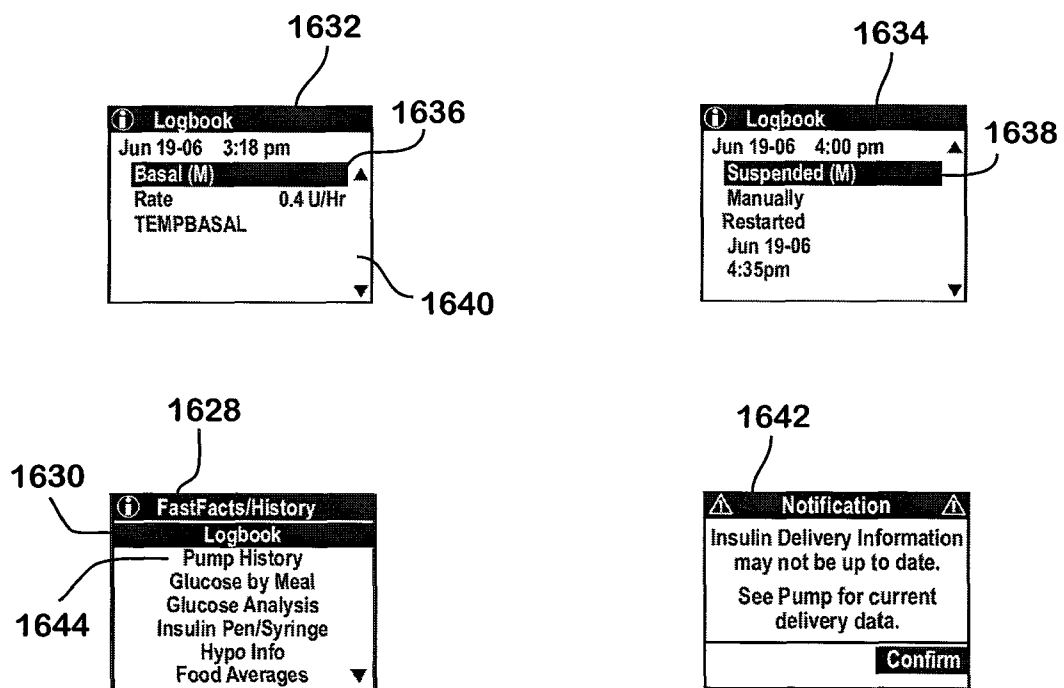 1632
ⓘ Logbook
Jun 19-06 3:18 pm
Basal (M)
Rate 0.4 U/Hr
TEMPBASAL
1636
1640
1634
ⓘ Logbook
Jun 19-06 4:00 pm
Suspended (M)
Manually
Restarted
Jun 19-06
4:35pm
1638
1628
1630
ⓘ FastFacts/History
Logbook
Pump History
Glucose by Meal
Glucose Analysis
Insulin Pen/Syringe
Hypo Info
Food Averages
1644
1642
Notification
Insulin Delivery Information
may not be up to date.
See Pump for current
delivery data.
Confirm